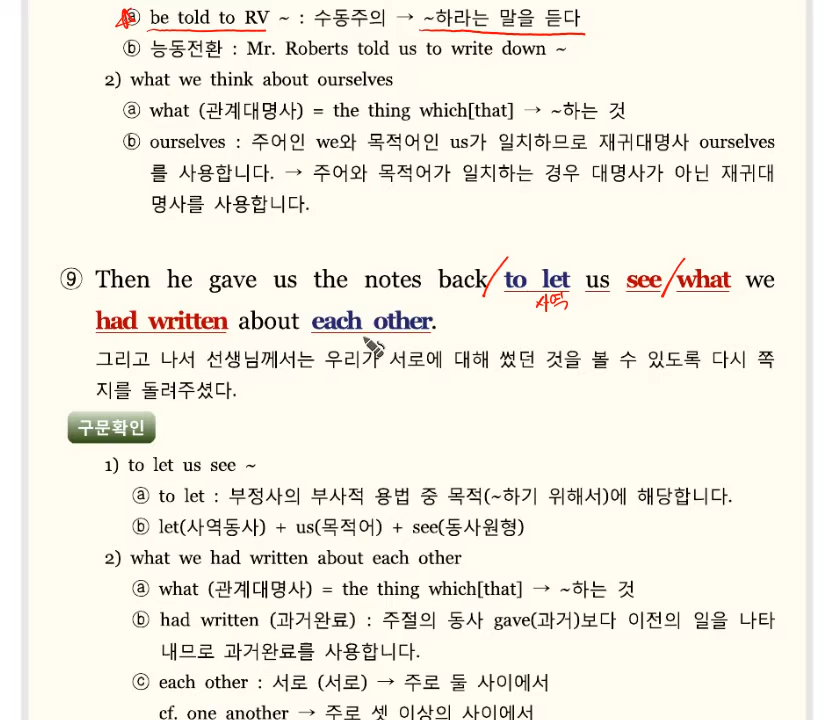 ⓐ be told to RV ~ : 수동주의 → ~하라는 말을 듣다
ⓑ 능동전환 : Mr. Roberts told us to write down ~
2) what we think about ourselves
ⓐ what (관계대명사) = the thing which[that] → ~하는 것
ⓑ ourselves : 주어인 we와 목적어인 us가 일치하므로 재귀대명사 ourselves
를 사용합니다. → 주어와 목적어가 일치하는 경우 대명사가 아닌 재귀대
명사를 사용합니다.
⑨ Then he gave us the notes back / to let us see / what we
사역
had written about each other.
그리고 나서 선생님께서는 우리가 서로에 대해 썼던 것을 볼 수 있도록 다시 쪽
지를 돌려주셨다.
구문확인
1) to let us see ~
ⓐ to let : 부정사의 부사적 용법 중 목적(~하기 위해서)에 해당합니다.
ⓑ let(사역동사) + us(목적어) + see(동사원형)
2) what we had written about each other
ⓐ what (관계대명사) = the thing which[that] → ~하는 것
ⓑ had written (과거완료) : 주절의 동사 gave(과거)보다 이전의 일을 나타
내므로 과거완료를 사용합니다.
ⓒ each other : 서로 (서로) → 주로 둘 사이에서
cf. one another → 주로 셋 이상의 사이에서